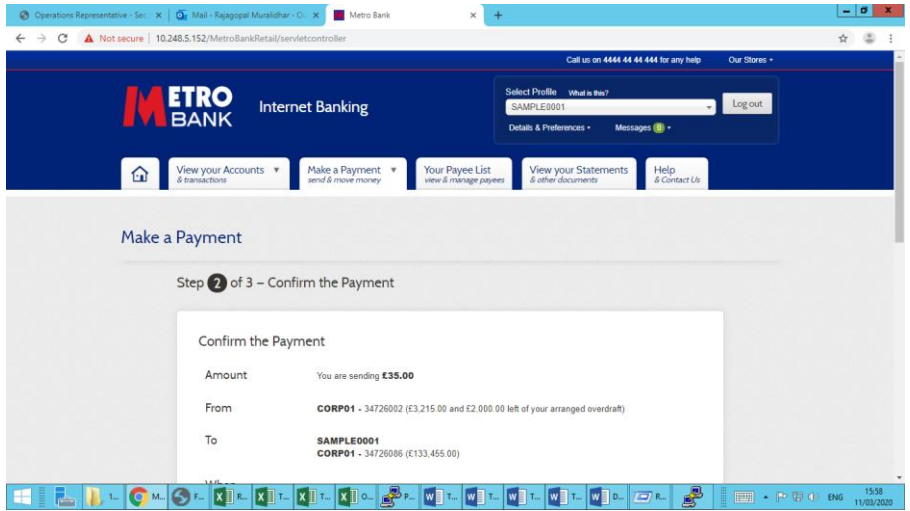 Operations Representative - Sec
Mail - Rajagopal Muralidhar - Ou
Metro Bank
Not secure | 10.248.5.152/MetroBankRetail/servletcontroller
Call us on 4444 44 44 444 for any help
Our Stores
METRO BANK
Internet Banking
Select Profile What is this?
SAMPLE0001
Log out
Details & Preferences
Messages 0
View your Accounts
& transactions
Make a Payment
send & move money
Your Payee List
view & manage payees
View your Statements
& other documents
Help
& Contact Us
Make a Payment
Step 2 of 3 – Confirm the Payment
Confirm the Payment
Amount You are sending £35.00
From CORP01 - 34726002 (£3,215.00 and £2,000.00 left of your arranged overdraft)
To SAMPLE0001
CORP01 - 34726086 (£133,455.00)
When
1... M... F... R... T... T... O... P... T... T... T... T... D... R...
ENG
15:58
11/03/2020